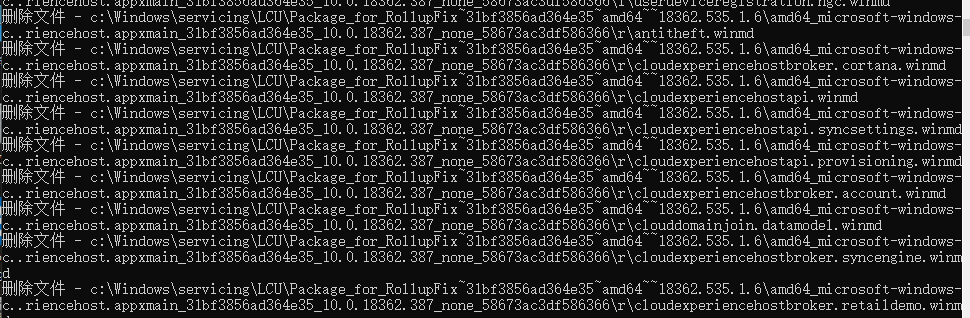 c..riencehost.appxmain_31bf3856ad364e35_10.0.18362.387_none_58673ac3df586366\r\userdeviceregistration.ngc.winmd
删除文件 - c:\Windows\servicing\LCU\Package_for_RollupFix~31bf3856ad364e35~amd64~~18362.535.1.6\amd64_microsoft-windows-
c..riencehost.appxmain_31bf3856ad364e35_10.0.18362.387_none_58673ac3df586366\r\antitheft.winmd
删除文件 - c:\Windows\servicing\LCU\Package_for_RollupFix~31bf3856ad364e35~amd64~~18362.535.1.6\amd64_microsoft-windows-
c..riencehost.appxmain_31bf3856ad364e35_10.0.18362.387_none_58673ac3df586366\r\cloudexperiencehostbroker.cortana.winmd
删除文件 - c:\Windows\servicing\LCU\Package_for_RollupFix~31bf3856ad364e35~amd64~~18362.535.1.6\amd64_microsoft-windows-
c..riencehost.appxmain_31bf3856ad364e35_10.0.18362.387_none_58673ac3df586366\r\cloudexperiencehostapi.winmd
删除文件 - c:\Windows\servicing\LCU\Package_for_RollupFix~31bf3856ad364e35~amd64~~18362.535.1.6\amd64_microsoft-windows-
c..riencehost.appxmain_31bf3856ad364e35_10.0.18362.387_none_58673ac3df586366\r\cloudexperiencehostapi.syncsettings.winmd
删除文件 - c:\Windows\servicing\LCU\Package_for_RollupFix~31bf3856ad364e35~amd64~~18362.535.1.6\amd64_microsoft-windows-
c..riencehost.appxmain_31bf3856ad364e35_10.0.18362.387_none_58673ac3df586366\r\cloudexperiencehostapi.provisioning.winmd
删除文件 - c:\Windows\servicing\LCU\Package_for_RollupFix~31bf3856ad364e35~amd64~~18362.535.1.6\amd64_microsoft-windows-
c..riencehost.appxmain_31bf3856ad364e35_10.0.18362.387_none_58673ac3df586366\r\cloudexperiencehostbroker.account.winmd
删除文件 - c:\Windows\servicing\LCU\Package_for_RollupFix~31bf3856ad364e35~amd64~~18362.535.1.6\amd64_microsoft-windows-
c..riencehost.appxmain_31bf3856ad364e35_10.0.18362.387_none_58673ac3df586366\r\clouddomainjoin.datamodel.winmd
删除文件 - c:\Windows\servicing\LCU\Package_for_RollupFix~31bf3856ad364e35~amd64~~18362.535.1.6\amd64_microsoft-windows-
c..riencehost.appxmain_31bf3856ad364e35_10.0.18362.387_none_58673ac3df586366\r\cloudexperiencehostbroker.syncengine.winm
d
删除文件 - c:\Windows\servicing\LCU\Package_for_RollupFix~31bf3856ad364e35~amd64~~18362.535.1.6\amd64_microsoft-windows-
c..riencehost.appxmain_31bf3856ad364e35_10.0.18362.387_none_58673ac3df586366\r\cloudexperiencehostbroker.retaildemo.winm